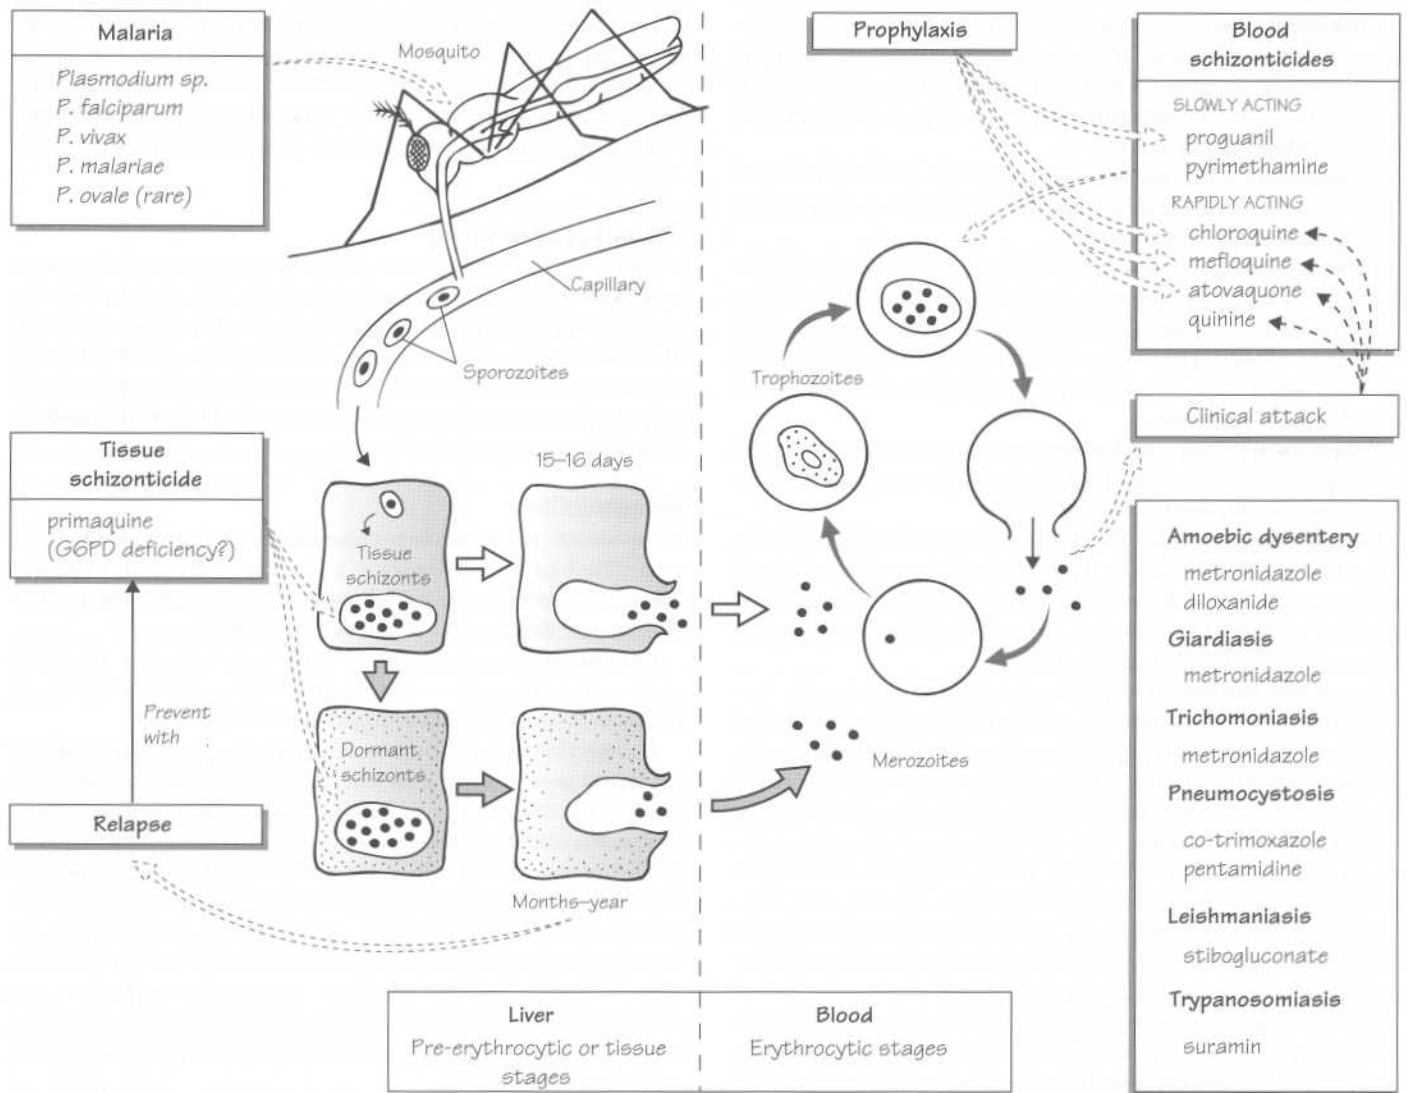 Malaria
Plasmodium sp.
P. falciparum
P. vivax
P. malariae
P. ovale (rare)
Mosquito
Capillary
Sporozoites
Tissue
schizonticide
primaquine
(G6PD deficiency?)
Prevent
with
Relapse
15–16 days
Tissue
schizonts
Dormant
schizonts
Months–year
Prophylaxis
Blood
schizonticides
SLOWLY ACTING
proguanil
pyrimethamine
RAPIDLY ACTING
chloroquine
mefloquine
atovaquone
quinine
Clinical attack
Trophozoites
Merozoites
Amoebic dysentery
metronidazole
diloxanide
Giardiasis
metronidazole
Trichomoniasis
metronidazole
Pneumocystosis
co-trimoxazole
pentamidine
Leishmaniasis
stibogluconate
Trypanosomiasis
suramin
Liver
Pre-erythrocytic or tissue
stages
Blood
Erythrocytic stages